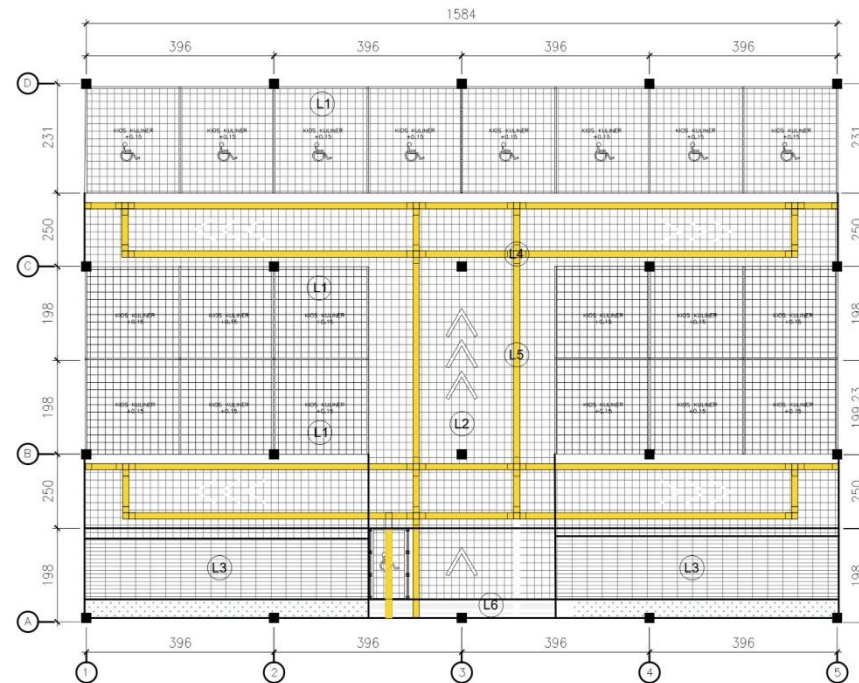 1584
396 396 396 396
D
L1
231 231
KIOS KULINER KIOS KULINER KIOS KULINER KIOS KULINER KIOS KULINER KIOS KULINER KIOS KULINER KIOS KULINER
+0.15 +0.15 +0.15 +0.15 +0.15 +0.15 +0.15 +0.15
250 250
L4
C
L1
198 198
KIOS KULINER KIOS KULINER KIOS KULINER KIOS KULINER KIOS KULINER KIOS KULINER
+0.15 +0.15 +0.15 +0.15 +0.15 +0.15
L5
198 199.23
KIOS KULINER KIOS KULINER KIOS KULINER KIOS KULINER KIOS KULINER KIOS KULINER
+0.15 +0.15 +0.15 +0.15 +0.15 +0.15
L2
L1
B
250 250
198 198
L3 L3
L6
A
396 396 396 396
1 2 3 4 5